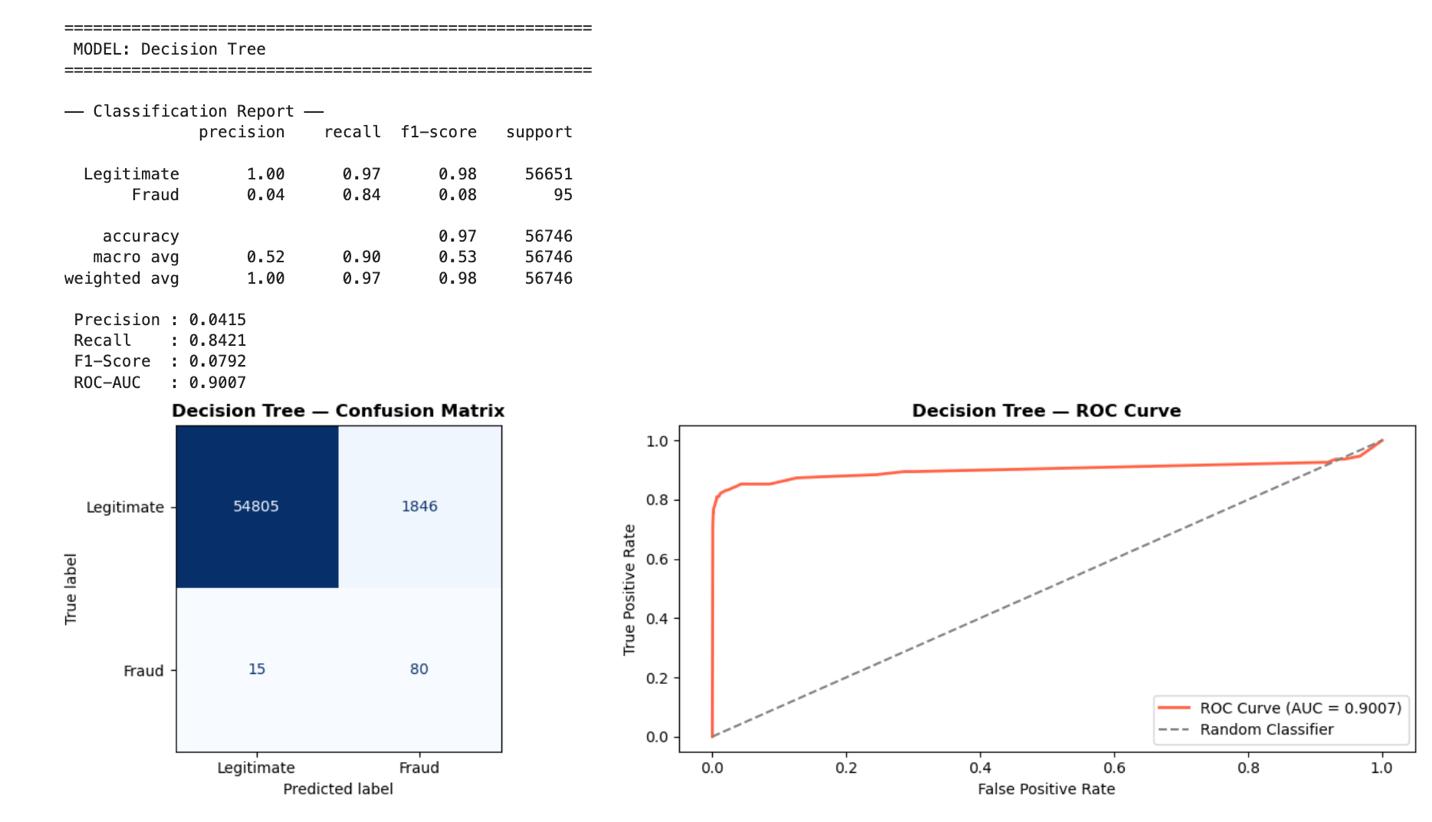 =======================================================
MODEL: Decision Tree
=======================================================
—— Classification Report ——
precision recall f1-score support
Legitimate 1.00 0.97 0.98 56651
Fraud 0.04 0.84 0.08 95
accuracy 0.97 56746
macro avg 0.52 0.90 0.53 56746
weighted avg 1.00 0.97 0.98 56746
Precision : 0.0415
Recall : 0.8421
F1-Score : 0.0792
ROC-AUC : 0.9007
Decision Tree — Confusion Matrix
True label
Legitimate 54805 1846
Fraud 15 80
Legitimate Fraud
Predicted label
Decision Tree — ROC Curve
True Positive Rate
1.0
0.8
0.6
0.4
0.2
0.0
ROC Curve (AUC = 0.9007)
Random Classifier
0.0 0.2 0.4 0.6 0.8 1.0
False Positive Rate